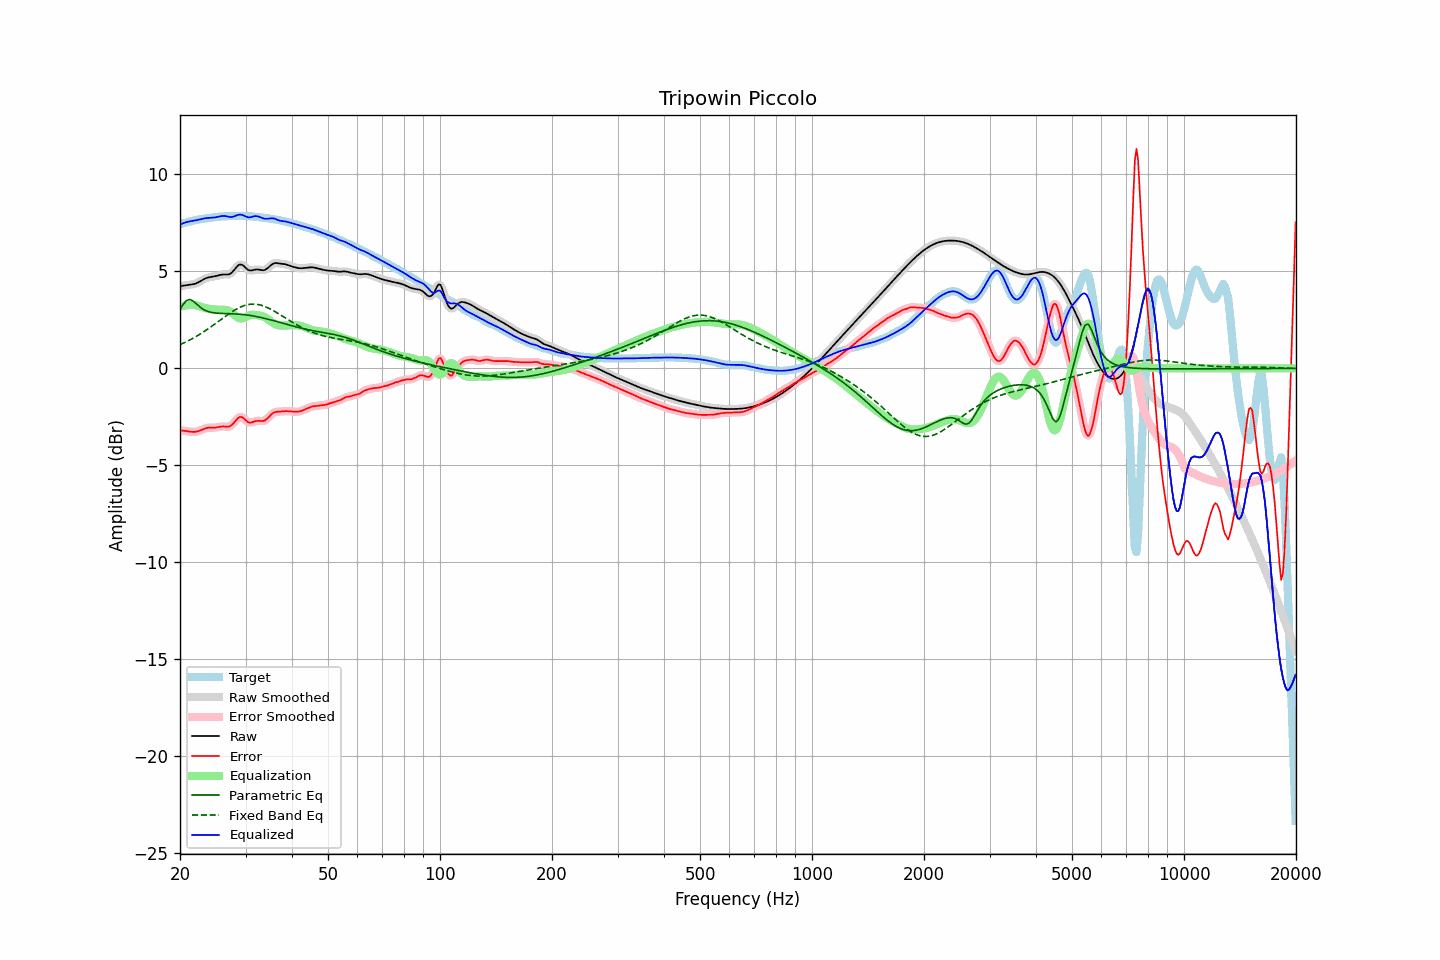 Tripowin Piccolo
Amplitude (dBr)
10
5
0
−5
−10
−15
−20
−25
Target
Raw Smoothed
Error Smoothed
Raw
Error
Equalization
Parametric Eq
Fixed Band Eq
Equalized
20 50 100 200 500 1000 2000 5000 10000 20000
Frequency (Hz)